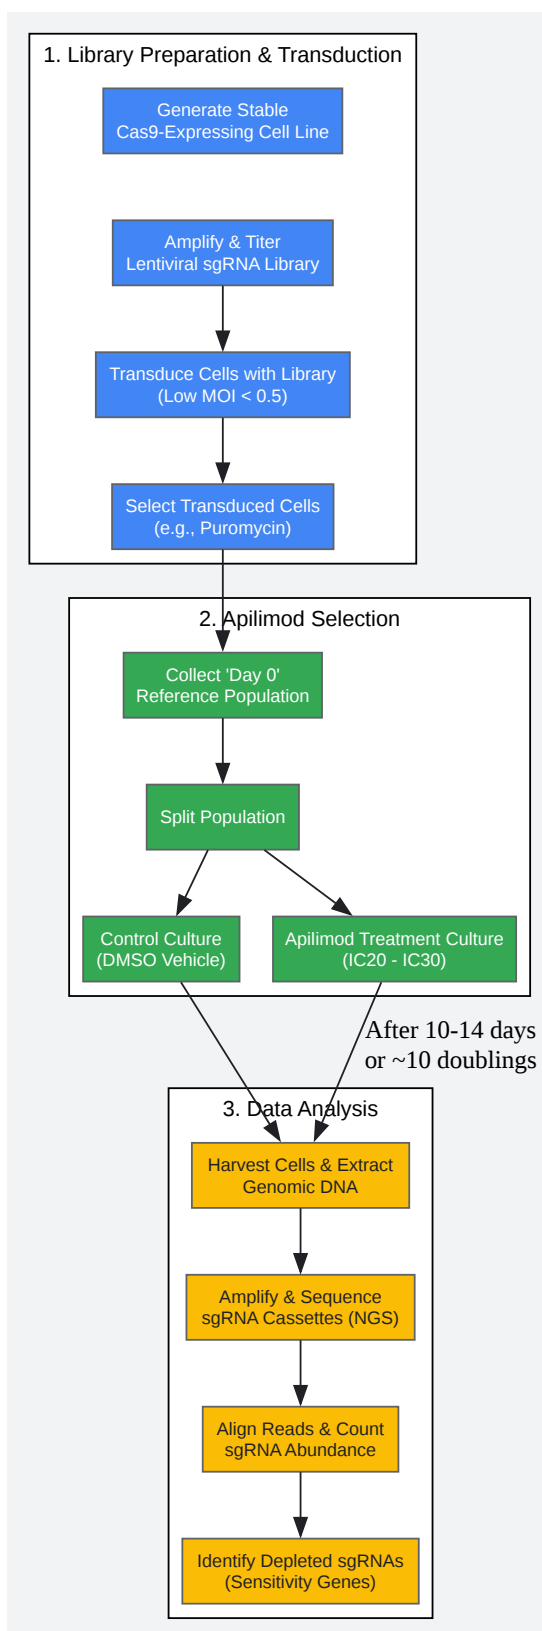 1. Library Preparation & Transduction
Generate Stable
Cas9-Expressing Cell Line
Amplify & Titer
Lentiviral sgRNA Library
Transduce Cells with Library
(Low MOI < 0.5)
Select Transduced Cells
(e.g., Puromycin)
2. Apilimod Selection
Collect 'Day 0'
Reference Population
Split Population
Control Culture
(DMSO Vehicle)
Apilimod Treatment Culture
(IC20 - IC30)
After 10-14 days
or ~10 doublings
3. Data Analysis
Harvest Cells & Extract
Genomic DNA
Amplify & Sequence
sgRNA Cassettes (NGS)
Align Reads & Count
sgRNA Abundance
Identify Depleted sgRNAs
(Sensitivity Genes)